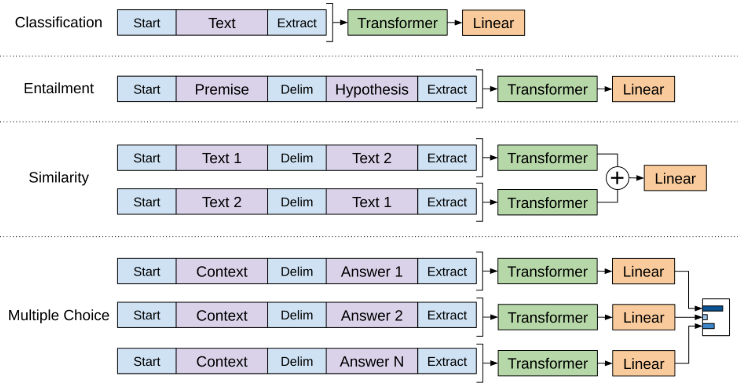 Classification Start Text Extract Transformer Linear
Entailment Start Premise Delim Hypothesis Extract Transformer Linear
Similarity
Start Text 1 Delim Text 2 Extract Transformer
+ Linear
Start Text 2 Delim Text 1 Extract Transformer
Start Context Delim Answer 1 Extract Transformer Linear
Multiple Choice Start Context Delim Answer 2 Extract Transformer Linear
Start Context Delim Answer N Extract Transformer Linear